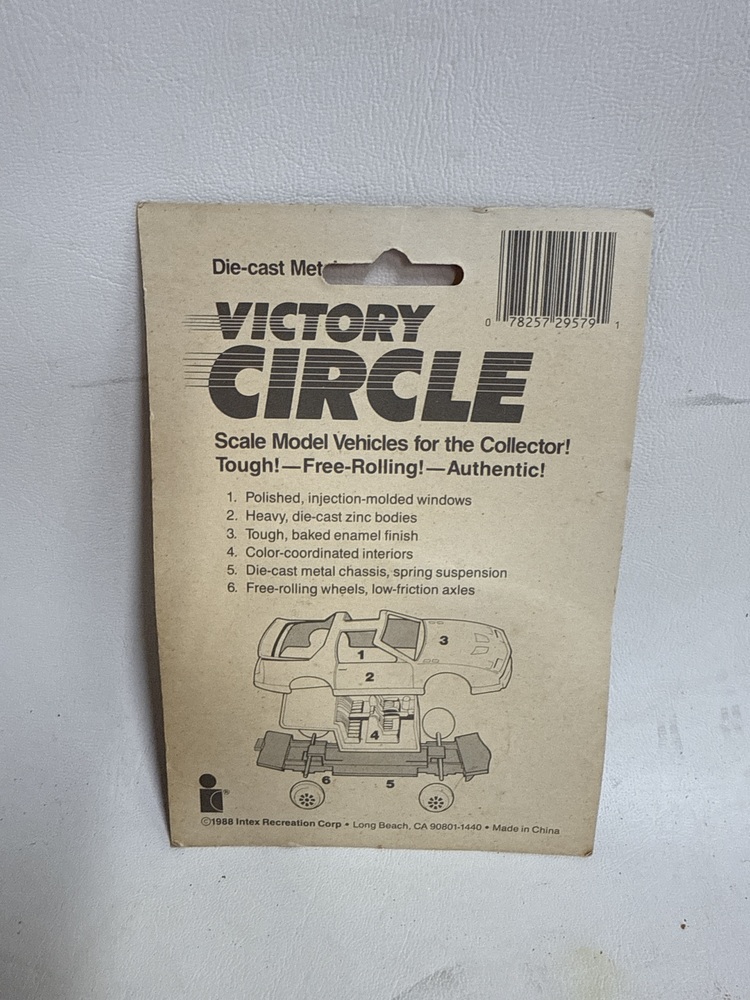 Die-cast Met
0 78257 29579 1
VICTORY
CIRCLE
Scale Model Vehicles for the Collector!
Tough!—Free-Rolling!—Authentic!
1. Polished, injection-molded windows
2. Heavy, die-cast zinc bodies
3. Tough, baked enamel finish
4. Color-coordinated interiors
5. Die-cast metal chassis, spring suspension
6. Free-rolling wheels, low-friction axles
3
1
2
4
6
5
®
©1988 Intex Recreation Corp • Long Beach, CA 90801-1440 • Made in China